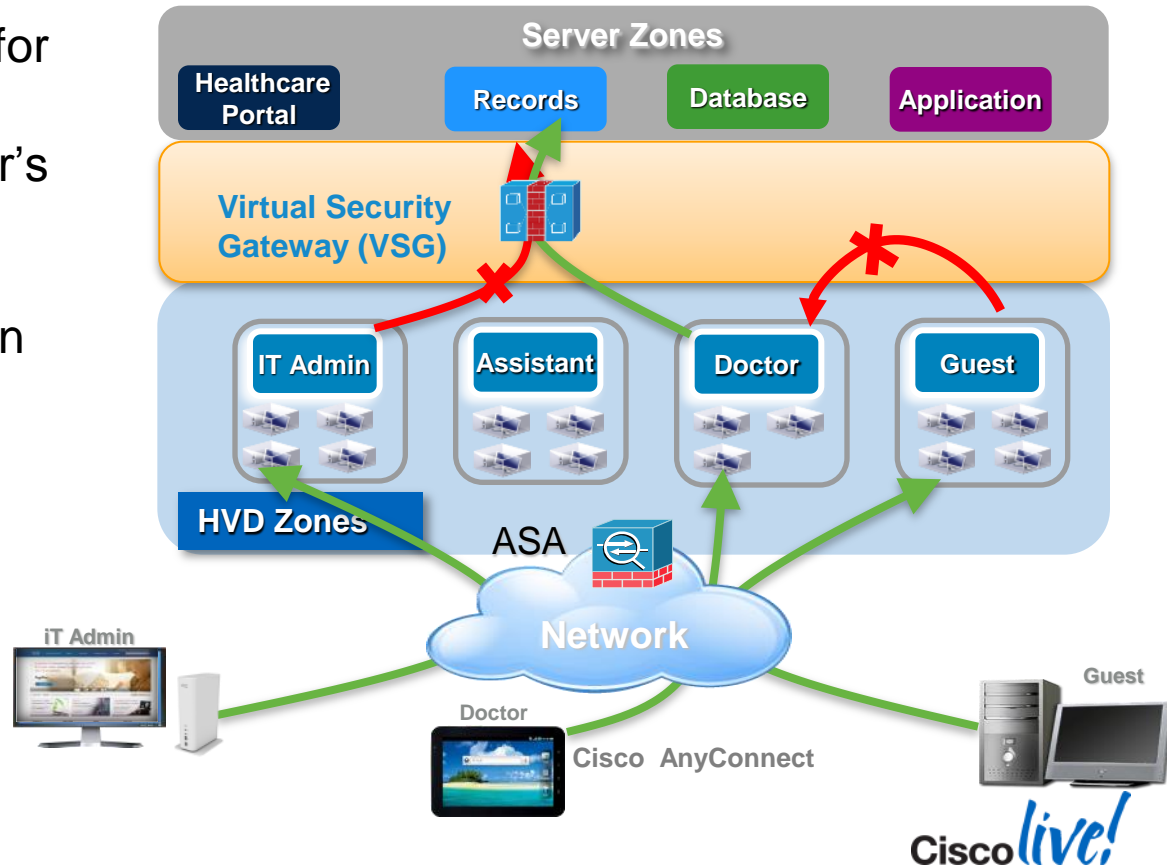 for
r’s
n
Server Zones
Healthcare
Portal
Records
Database
Application
Virtual Security
Gateway (VSG)
IT Admin
Assistant
Doctor
Guest
HVD Zones
ASA
Network
iT Admin
Doctor
Cisco AnyConnect
Guest
Cisco live!